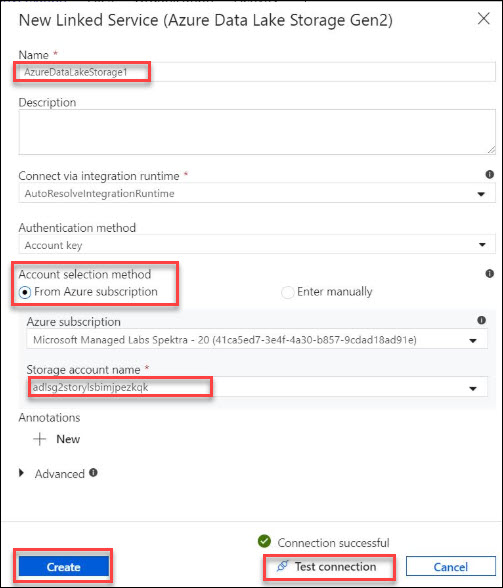 New Linked Service (Azure Data Lake Storage Gen2)
Name *
AzureDataLakeStorage1
Description
Connect via integration runtime *
AutoResolveIntegrationRuntime
Authentication method
Account key
Account selection method
From Azure subscription Enter manually
Azure subscription
Microsoft Managed Labs Spektra - 20 (41ca5ed7-3e4f-4a30-b857-9cdad18ad91e)
Storage account name *
adlsg2storylsbimjpezkqk
Annotations
New
Advanced
Connection successful
Create Test connection Cancel